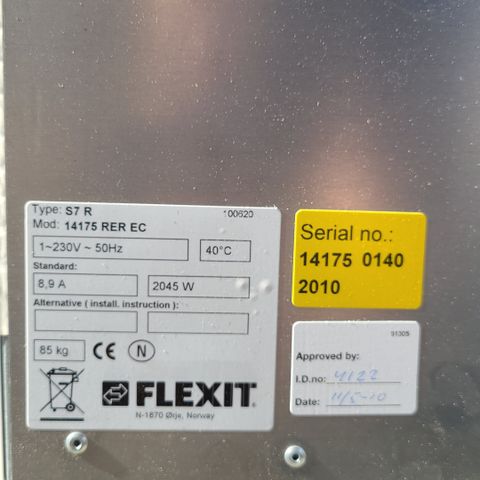 Type: S7 R
100620
Mod: 14175 RER EC
1~230V ~ 50Hz
40°C
Standard:
8,9 A
2045 W
Alternative ( install. instruction ):
85 kg
CE
N
FLEXIT
N-1870 Ørje, Norway
Serial no.:
14175 0140
2010
91305
Approved by:
I.D.no: 4122
Date: 11/5-10